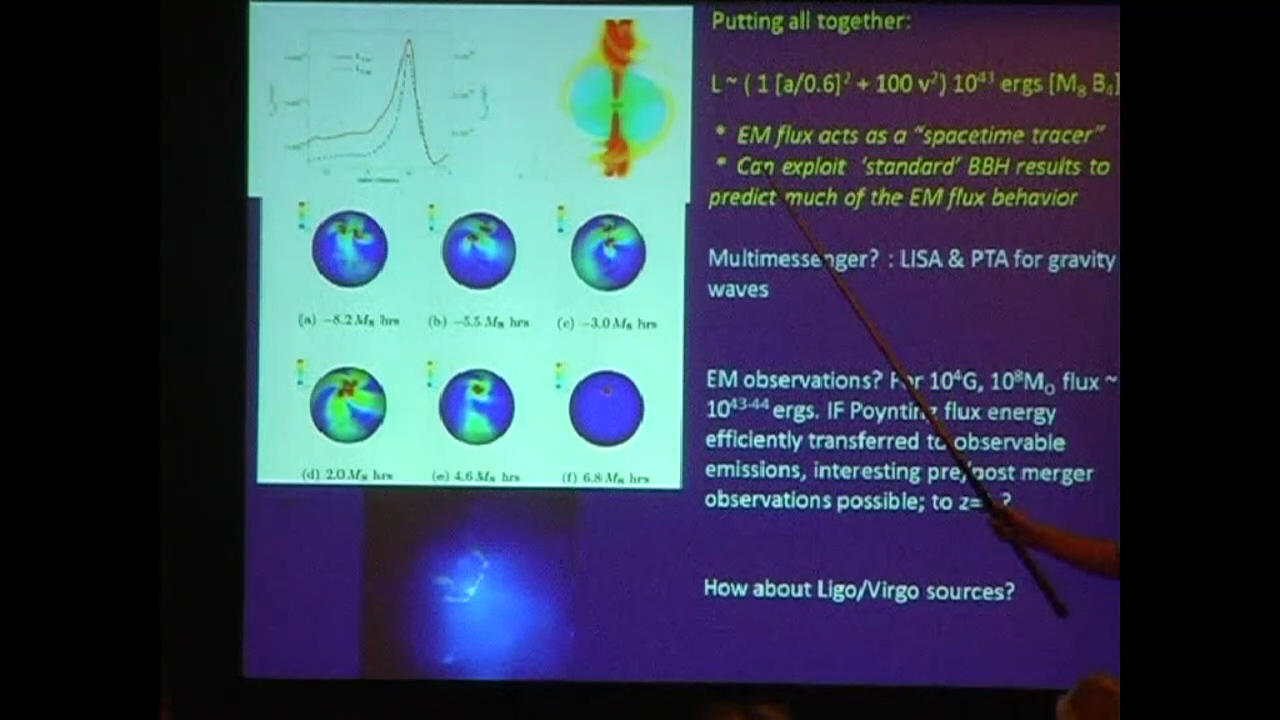 Putting all together:
L ~ ( 1 [a/0.6]² + 100 v²) 10⁴³ ergs [M₈ B₄]
* EM flux acts as a "spacetime tracer"
* Can exploit 'standard' BBH results to
predict much of the EM flux behavior
Multimessenger? : LISA & PTA for gravity
waves
EM observations? For 10⁴G, 10⁸M₀ flux ~
10⁴³⁻⁴⁴ ergs. IF Poynting flux energy
efficiently transferred to observable
emissions, interesting pre/post merger
observations possible; to z= ?
How about Ligo/Virgo sources?
(a) −8.2 M₈ hrs
(b) −5.5 M₈ hrs
(c) −3.0 M₈ hrs
(d) 2.0 M₈ hrs
(e) 4.6 M₈ hrs
(f) 6.8 M₈ hrs